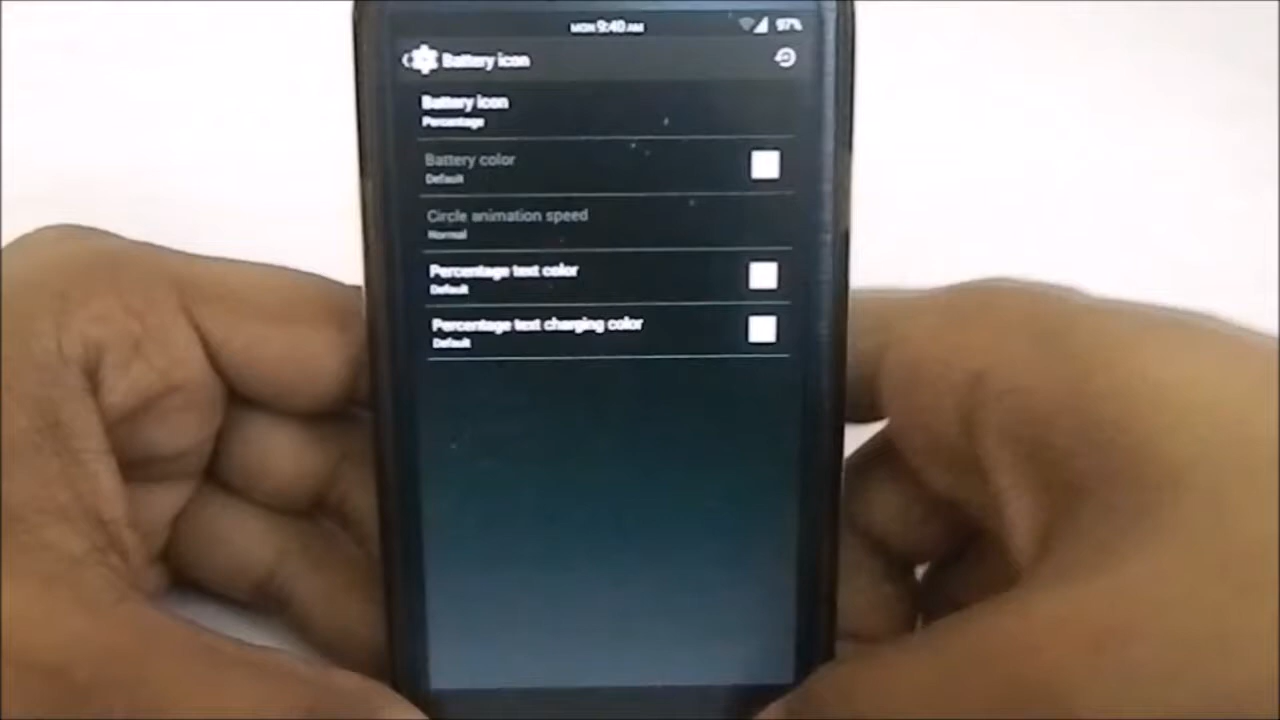 MON 9:40 AM 97%
Battery icon
Battery icon
Percentage
Battery color
Default
Circle animation speed
Normal
Percentage text color
Default
Percentage text charging color
Default